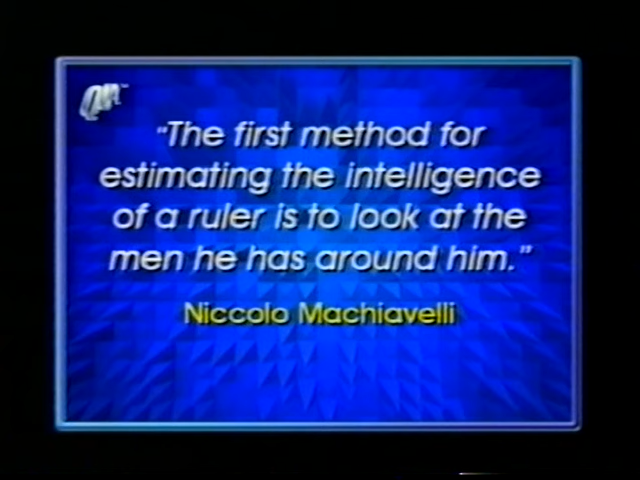 "The first method for
estimating the intelligence
of a ruler is to look at the
men he has around him."
Niccolo Machiavelli